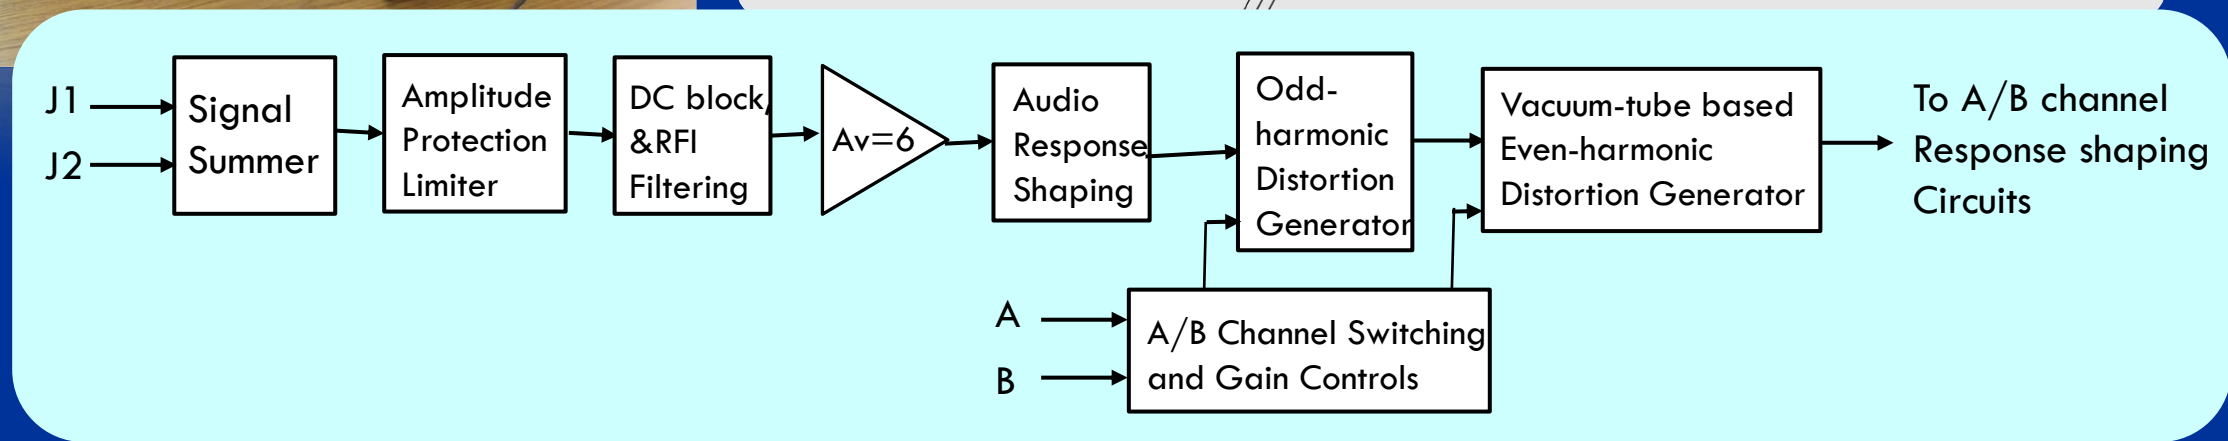 J1
J2
Signal
Summer
Amplitude
Protection
Limiter
DC block,
&RFI
Filtering
Av=6
Audio
Response
Shaping
Odd-
harmonic
Distortion
Generator
Vacuum-tube based
Even-harmonic
Distortion Generator
To A/B channel
Response shaping
Circuits
A
B
A/B Channel Switching
and Gain Controls